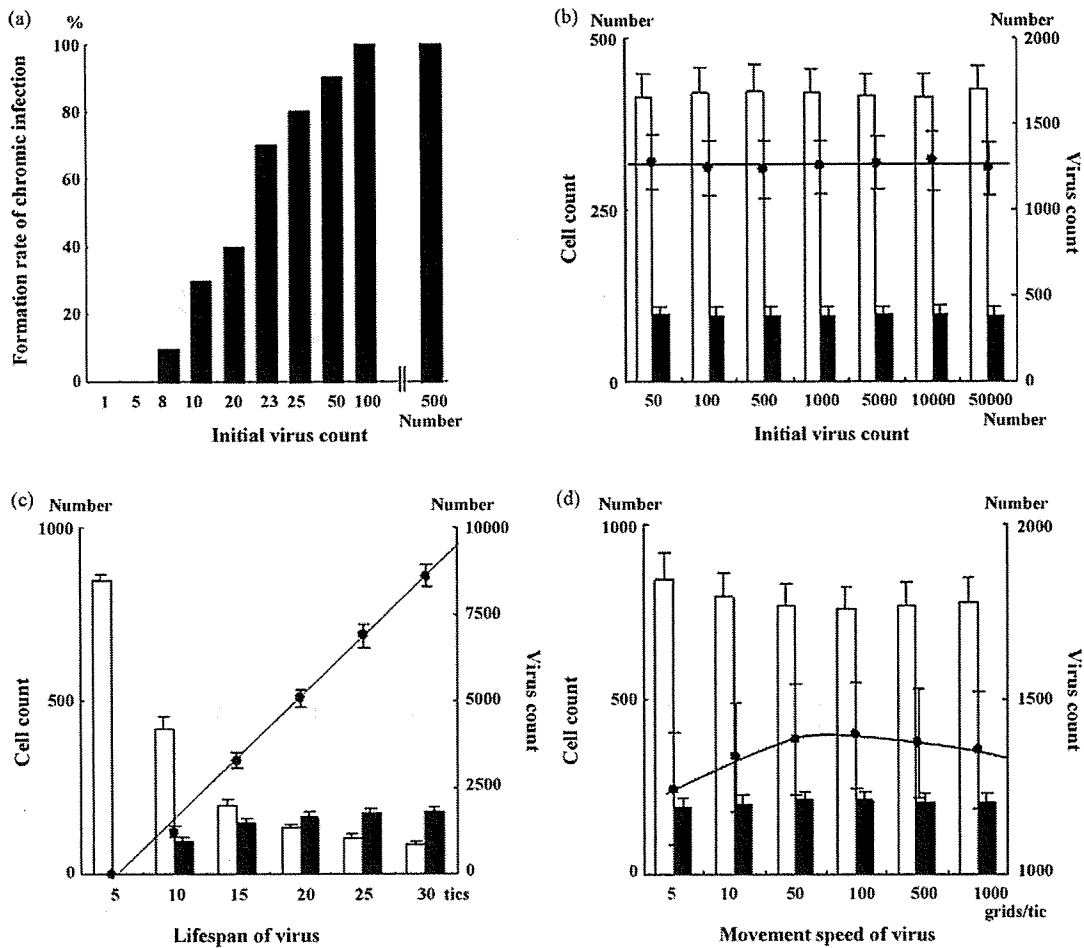 (a)
%
100
80
60
40
20
0
Formation rate of chromic infection
1 5 8 10 20 23 25 50 100 500
Number
Initial virus count
(b)
Number Number
500
250
0
Cell count
2000
1500
1000
500
0
Virus count
50 100 500 1000 5000 10000 50000
Number
Initial virus count
(c)
Number Number
1000
500
0
Cell count
10000
7500
5000
2500
0
Virus count
5 10 15 20 25 30 tics
Lifespan of virus
(d)
Number Number
1000
500
0
Cell count
2000
1500
1000
Virus count
5 10 50 100 500 1000
grids/tic
Movement speed of virus